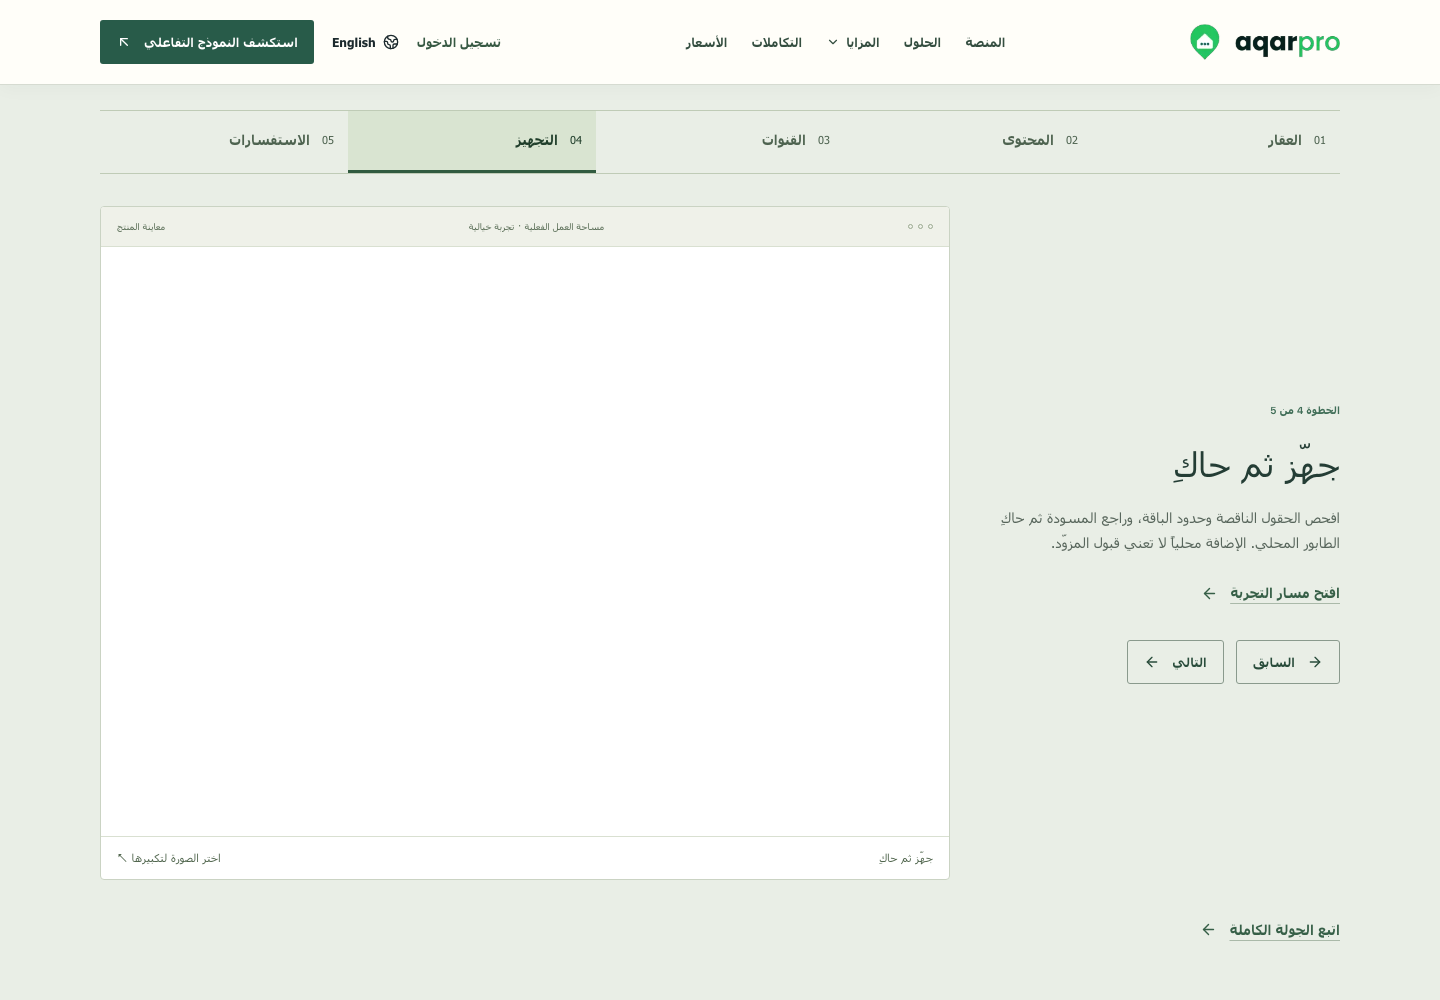 aqarpro
المنصة
الحلول
المزايا
التكاملات
الأسعار
تسجيل الدخول
English
استكشف النموذج التفاعلي
01 العقار
02 المحتوى
03 القنوات
04 التجهيز
05 الاستفسارات
الخطوة 4 من 5
جهّز ثم حاكِ
افحص الحقول الناقصة وحدود الباقة، وراجع المسودة ثم حاكِ
الطابور المحلي. الإضافة محلياً لا تعني قبول المزوّد.
افتح مسار التجربة
السابق
التالي
مساحة العمل الفعلية · تجربة خيالية
معاينة المنتج
جهّز ثم حاكِ
اختر الصورة لتكبيرها
اتبع الجولة الكاملة